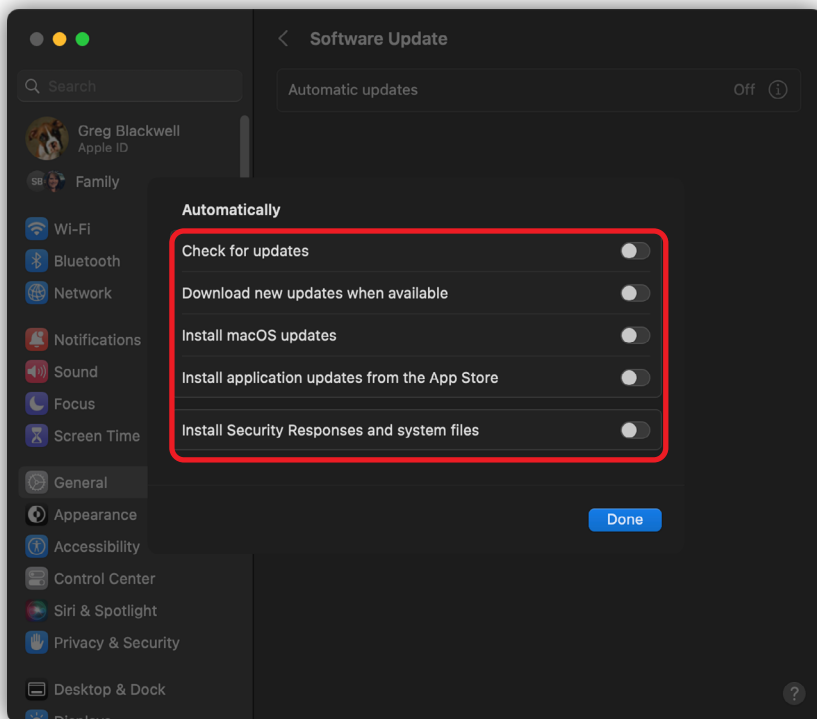 Software Update
Search
Automatic updates
Off
Greg Blackwell
Apple ID
SB
Family
Wi-Fi
Bluetooth
Network
Notifications
Sound
Focus
Screen Time
General
Appearance
Accessibility
Control Center
Siri & Spotlight
Privacy & Security
Desktop & Dock
Displays
Automatically
Check for updates
Download new updates when available
Install macOS updates
Install application updates from the App Store
Install Security Responses and system files
Done
?